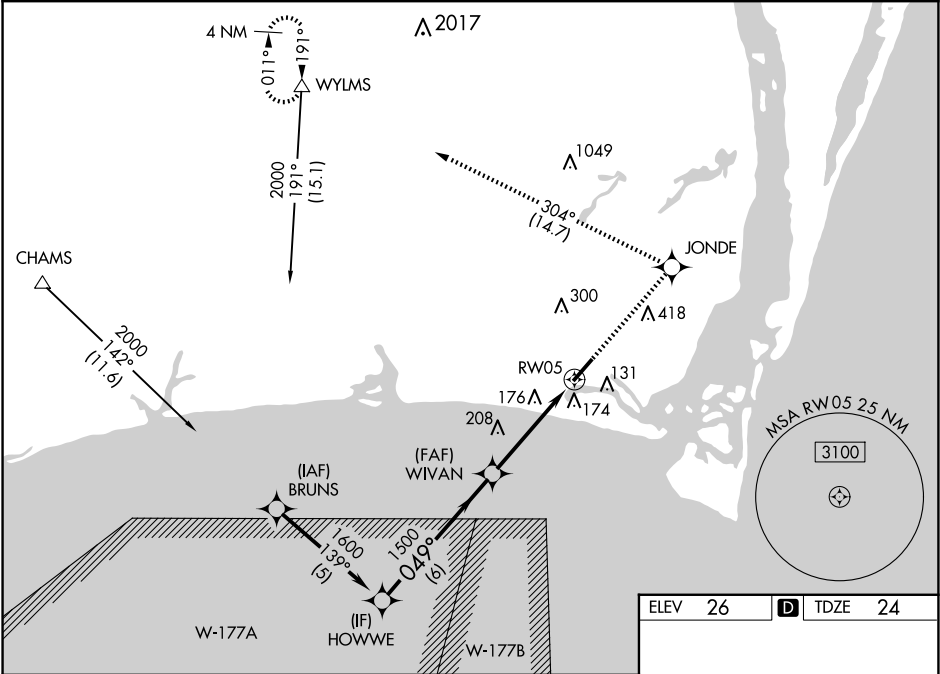 4 NM
2017
011°
191°
WYLMS
2000
191°
(15.1)
1049
304°
(14.7)
CHAMS
JONDE
2000
142°
(11.6)
300
418
RW05
131
176
174
208
MSA RW05 25 NM
3100
(FAF)
WIVAN
(IAF)
BRUNS
1600
139°
(5)
1500
049°
(6)
(IF)
HOWWE
W-177A
W-177B
ELEV 26 D TDZE 24